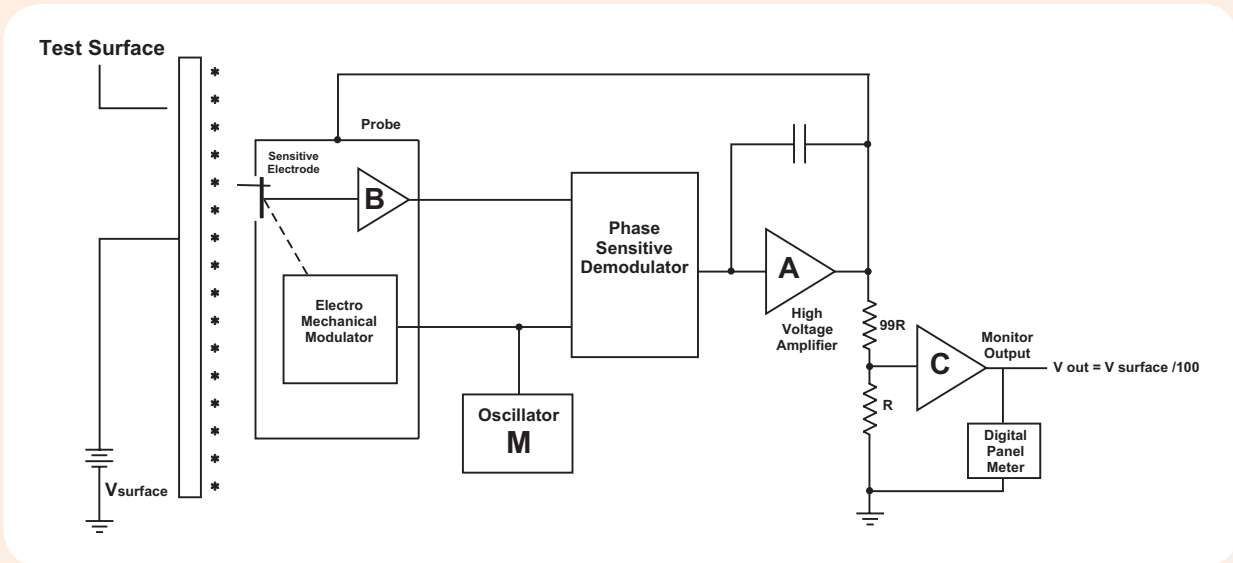 Test Surface
Probe
Sensitive
Electrode
B
Electro
Mechanical
Modulator
Phase
Sensitive
Demodulator
A
High
Voltage
Amplifier
Oscillator
M
99R
R
C
Monitor
Output
V out = V surface /100
Digital
Panel
Meter
Vsurface